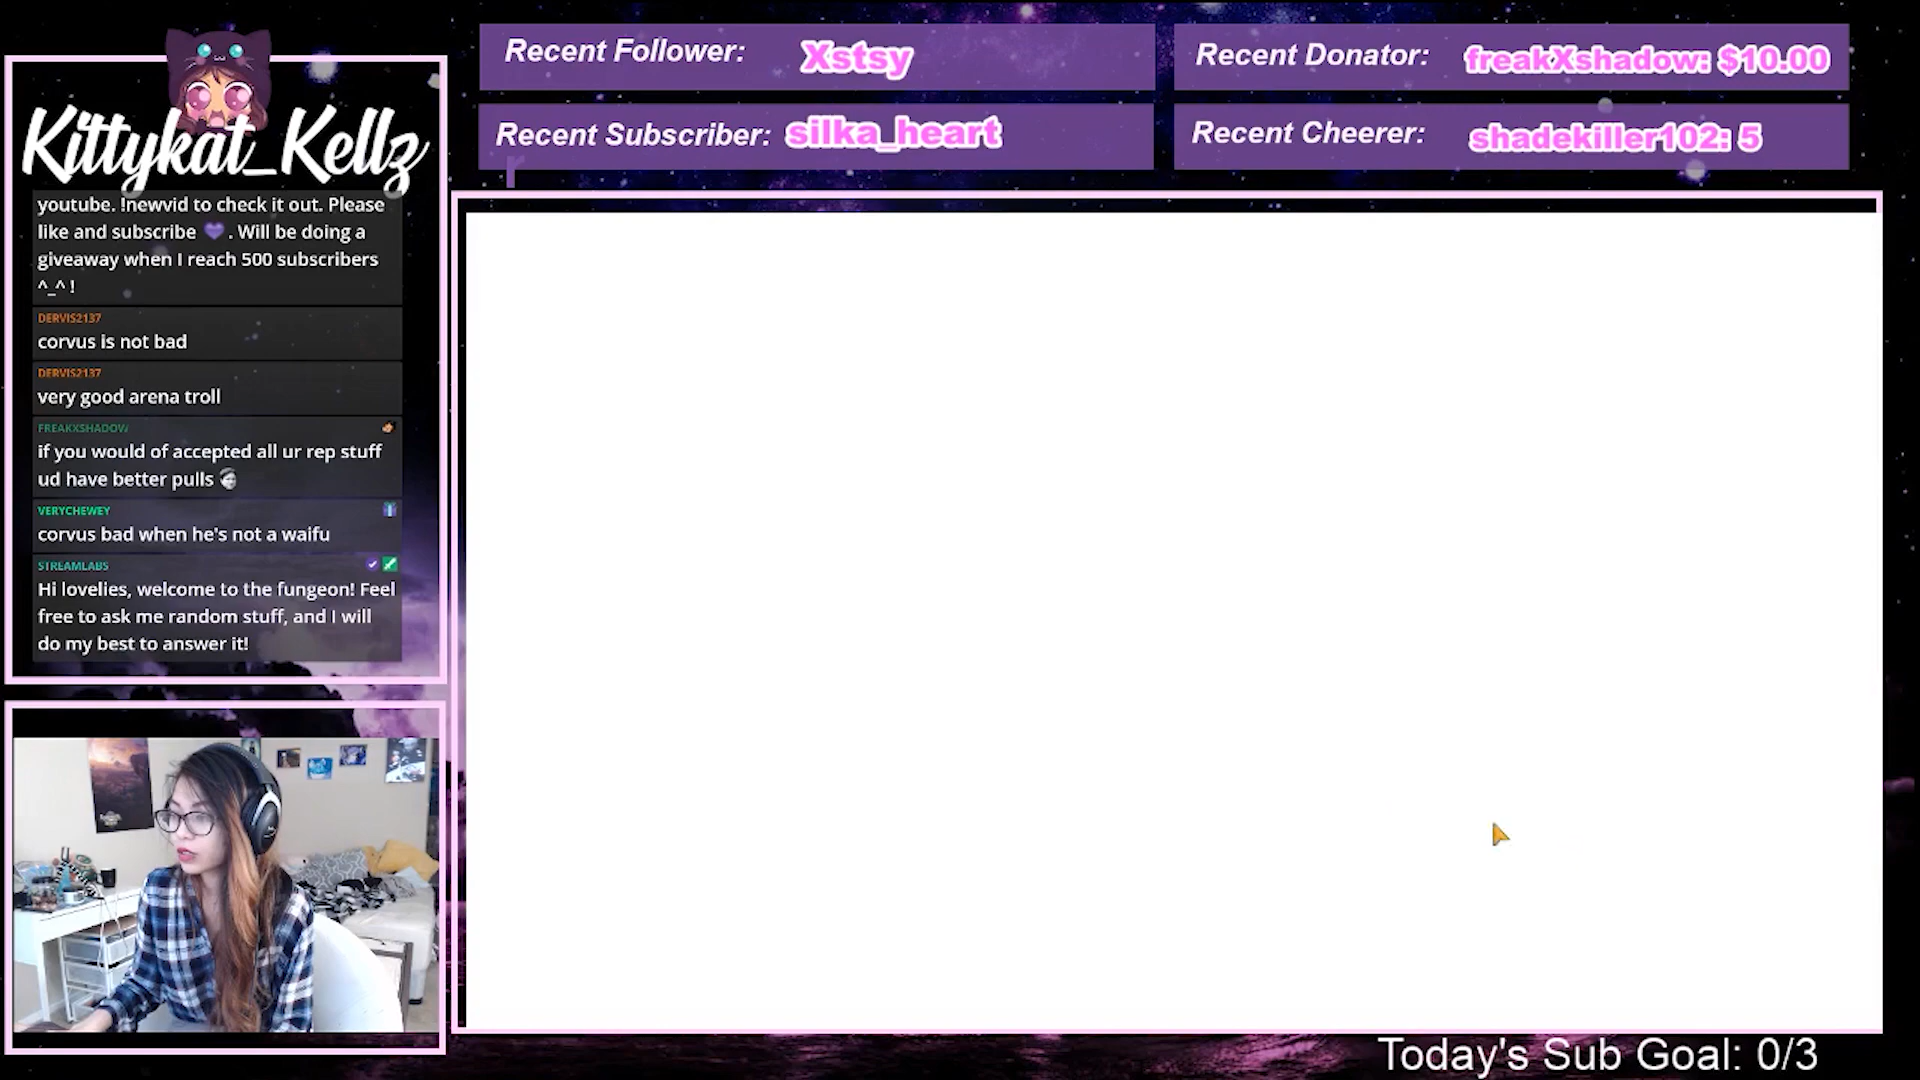 Recent Follower: Xstsy
Recent Donator: freakXshadow: $10.00
Recent Subscriber: silka_heart
Recent Cheerer: shadekiller102: 5
Kittykat_Kellz
youtube. !newvid to check it out. Please
like and subscribe 💜 . Will be doing a
giveaway when I reach 500 subscribers
^_^ !
DERVIS2137
corvus is not bad
DERVIS2137
very good arena troll
FREAKXSHADOW
if you would of accepted all ur rep stuff
ud have better pulls
VERYCHEWEY
corvus bad when he's not a waifu
STREAMLABS
Hi lovelies, welcome to the fungeon! Feel
free to ask me random stuff, and I will
do my best to answer it!
Today's Sub Goal: 0/3